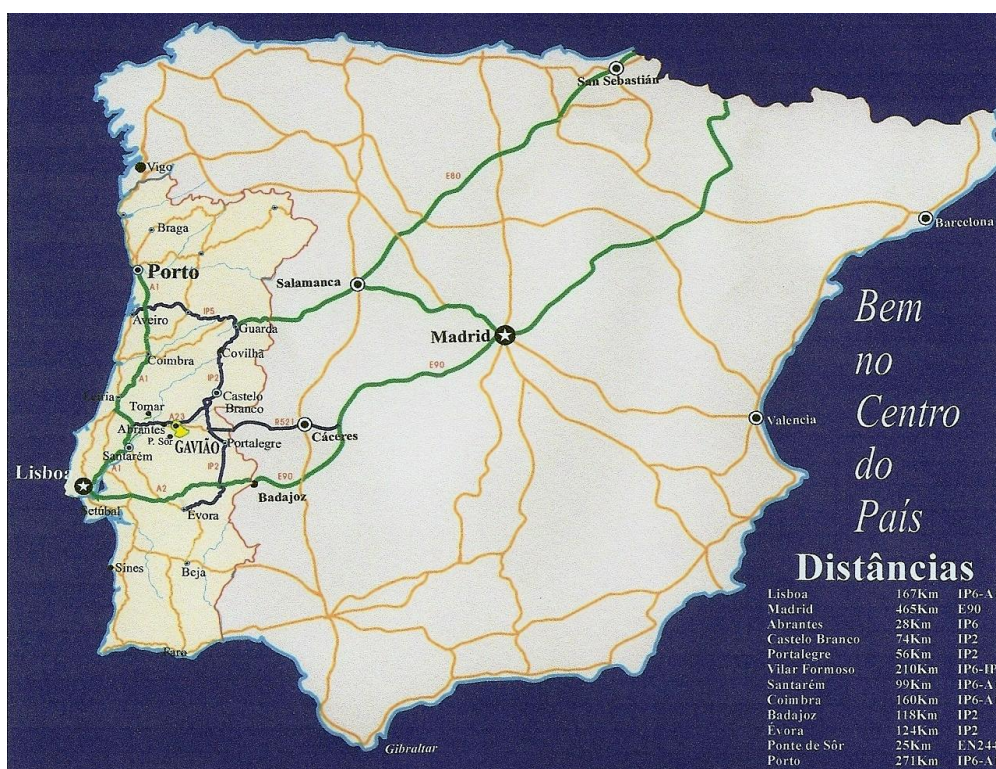 San Sebastián
Vigo
E80
Braga
Barcelona
Porto
Salamanca
A1
Aveiro
IP5
Guarda
Madrid
Covilhã
Coimbra
E90
A1
IP2
Castelo
Branco
Tomar
A23
Abrantes
R521
Valencia
P. Sôr
GAVIÃO
Portalegre
Cáceres
Santarém
Lisboa
A1
IP2
E90
A2
Badajoz
Setúbal
Évora
Sines
Beja
Faro
Gibraltar
Bem
no
Centro
do
País
Distâncias
Lisboa 167Km IP6-A
Madrid 465Km E90
Abrantes 28Km IP6
Castelo Branco 74Km IP2
Portalegre 56Km IP2
Vilar Formoso 210Km IP6-IP
Santarém 99Km IP6-A
Coimbra 160Km IP6-A
Badajoz 118Km IP2
Évora 124Km IP2
Ponte de Sôr 25Km EN244
Porto 271Km IP6-A